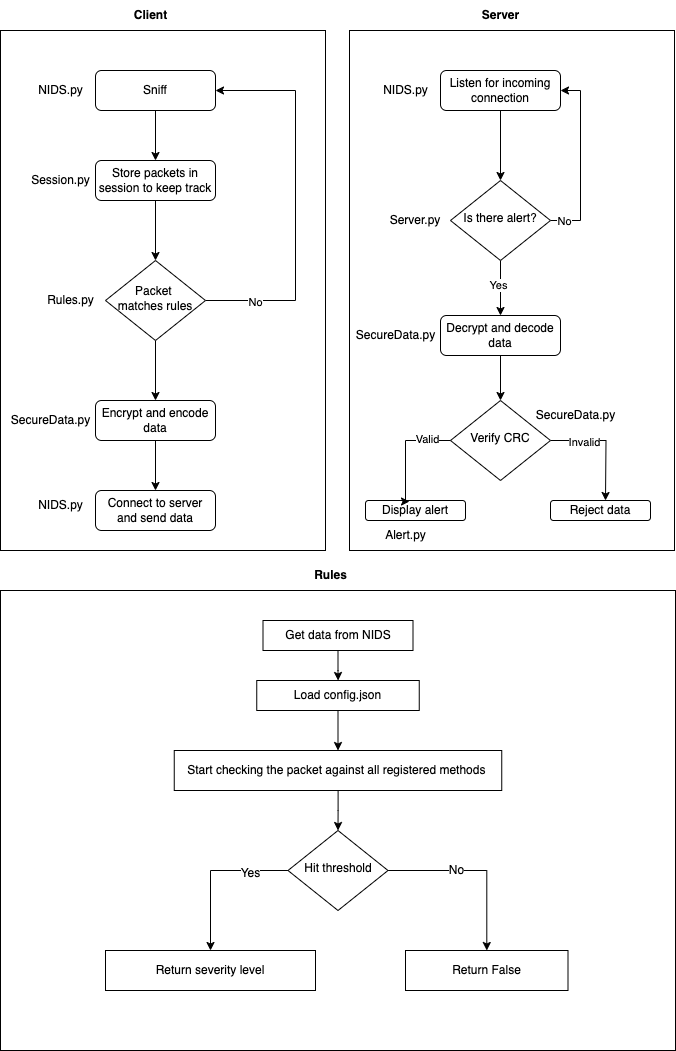 Client
NIDS.py
Sniff
Session.py
Store packets in
session to keep track
Rules.py
Packet
matches rules
No
SecureData.py
Encrypt and encode
data
NIDS.py
Connect to server
and send data
Server
NIDS.py
Listen for incoming
connection
Server.py
Is there alert?
No
Yes
SecureData.py
Decrypt and decode
data
SecureData.py
Verify CRC
Valid
Invalid
Display alert
Reject data
Alert.py
Rules
Get data from NIDS
Load config.json
Start checking the packet against all registered methods
Hit threshold
Yes
No
Return severity level
Return False